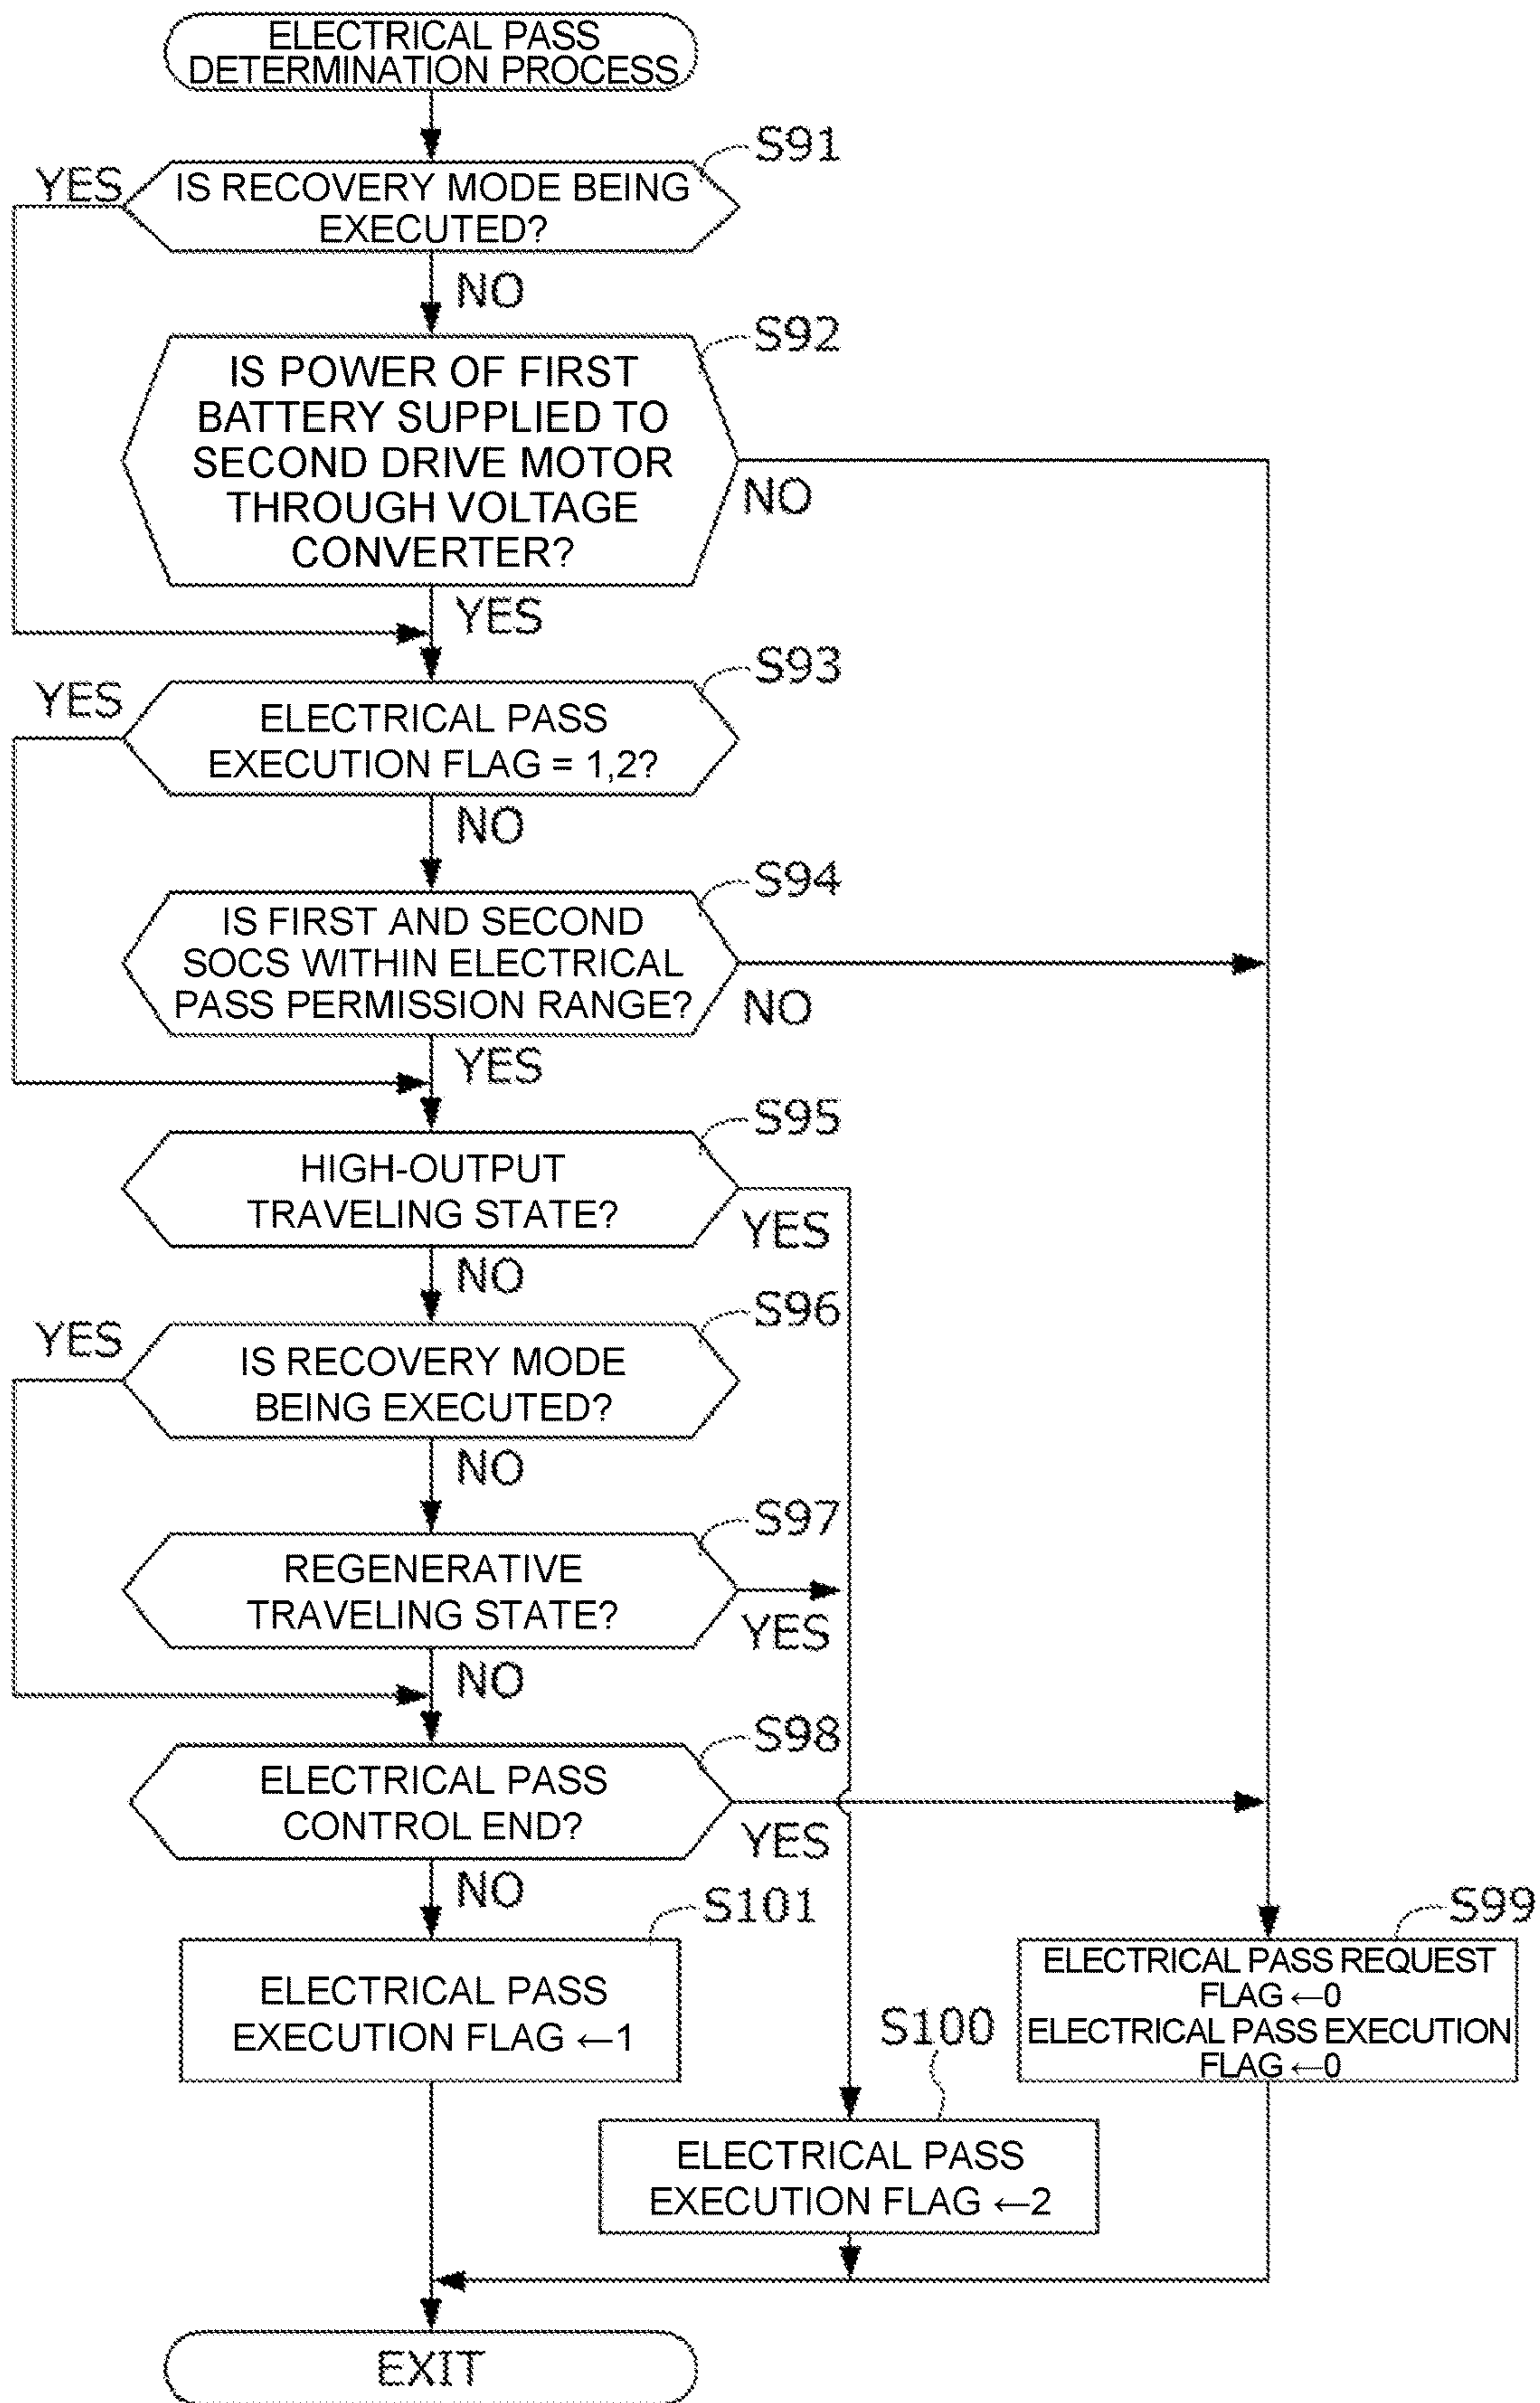 ELECTRICAL PASS
DETERMINATION PROCESS
S91
YES
IS RECOVERY MODE BEING
EXECUTED?
NO
S92
IS POWER OF FIRST
BATTERY SUPPLIED TO
SECOND DRIVE MOTOR
THROUGH VOLTAGE
CONVERTER?
NO
YES
S93
YES
ELECTRICAL PASS
EXECUTION FLAG = 1,2?
NO
S94
IS FIRST AND SECOND
SOCS WITHIN ELECTRICAL
PASS PERMISSION RANGE?
NO
YES
S95
HIGH-OUTPUT
TRAVELING STATE?
YES
NO
S96
YES
IS RECOVERY MODE
BEING EXECUTED?
NO
S97
REGENERATIVE
TRAVELING STATE?
YES
NO
S98
ELECTRICAL PASS
CONTROL END?
YES
NO
S101
ELECTRICAL PASS
EXECUTION FLAG ←1
S99
ELECTRICAL PASS REQUEST
FLAG ←0
ELECTRICAL PASS EXECUTION
FLAG ←0
S100
ELECTRICAL PASS
EXECUTION FLAG ←2
EXIT